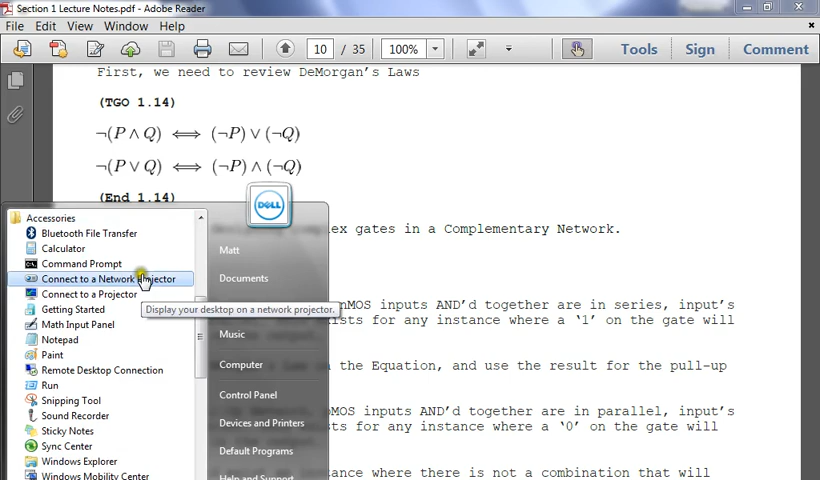 Section 1 Lecture Notes.pdf - Adobe Reader
File Edit View Window Help
10 / 35 100% Tools Sign Comment
First, we need to review DeMorgan's Laws
(TGO 1.14)
¬(P ∧ Q) ⟺ (¬P) ∨ (¬Q)
¬(P ∨ Q) ⟺ (¬P) ∧ (¬Q)
(End 1.14)
ex gates in a Complementary Network.
nMOS inputs AND'd together are in series, input's
ists for any instance where a '1' on the gate will
the Equation, and use the result for the pull-up
MOS inputs AND'd together are in parallel, input's
sts for any instance where a '0' on the gate will
instance where there is not a combination that will
Accessories
Bluetooth File Transfer
Calculator
Command Prompt
Connect to a Network Projector
Connect to a Projector
Getting Started
Math Input Panel
Notepad
Paint
Remote Desktop Connection
Run
Snipping Tool
Sound Recorder
Sticky Notes
Sync Center
Windows Explorer
Windows Mobility Center
DELL
Matt
Documents
Display your desktop on a network projector.
Music
Computer
Control Panel
Devices and Printers
Default Programs
Help and Support